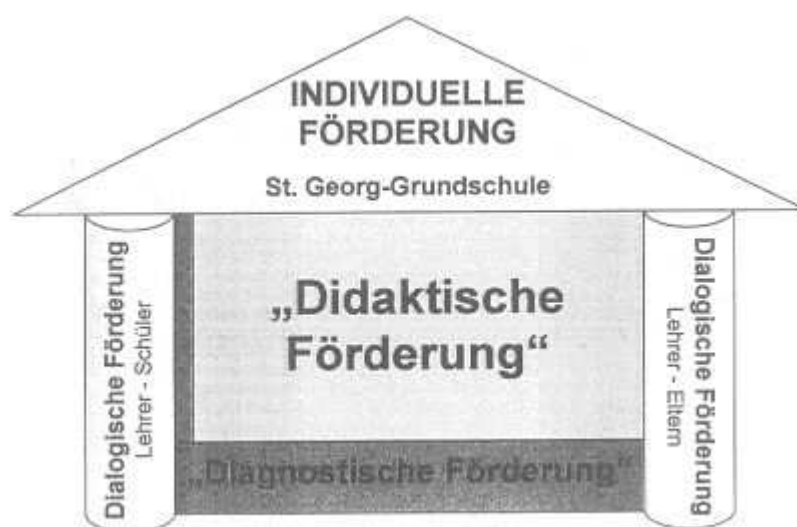 INDIVIDUELLE
FÖRDERUNG
St. Georg-Grundschule
Dialogische Förderung
Lehrer - Schüler
„Didaktische
Förderung“
Dialogische Förderung
Lehrer - Eltern
„Diagnostische Förderung“